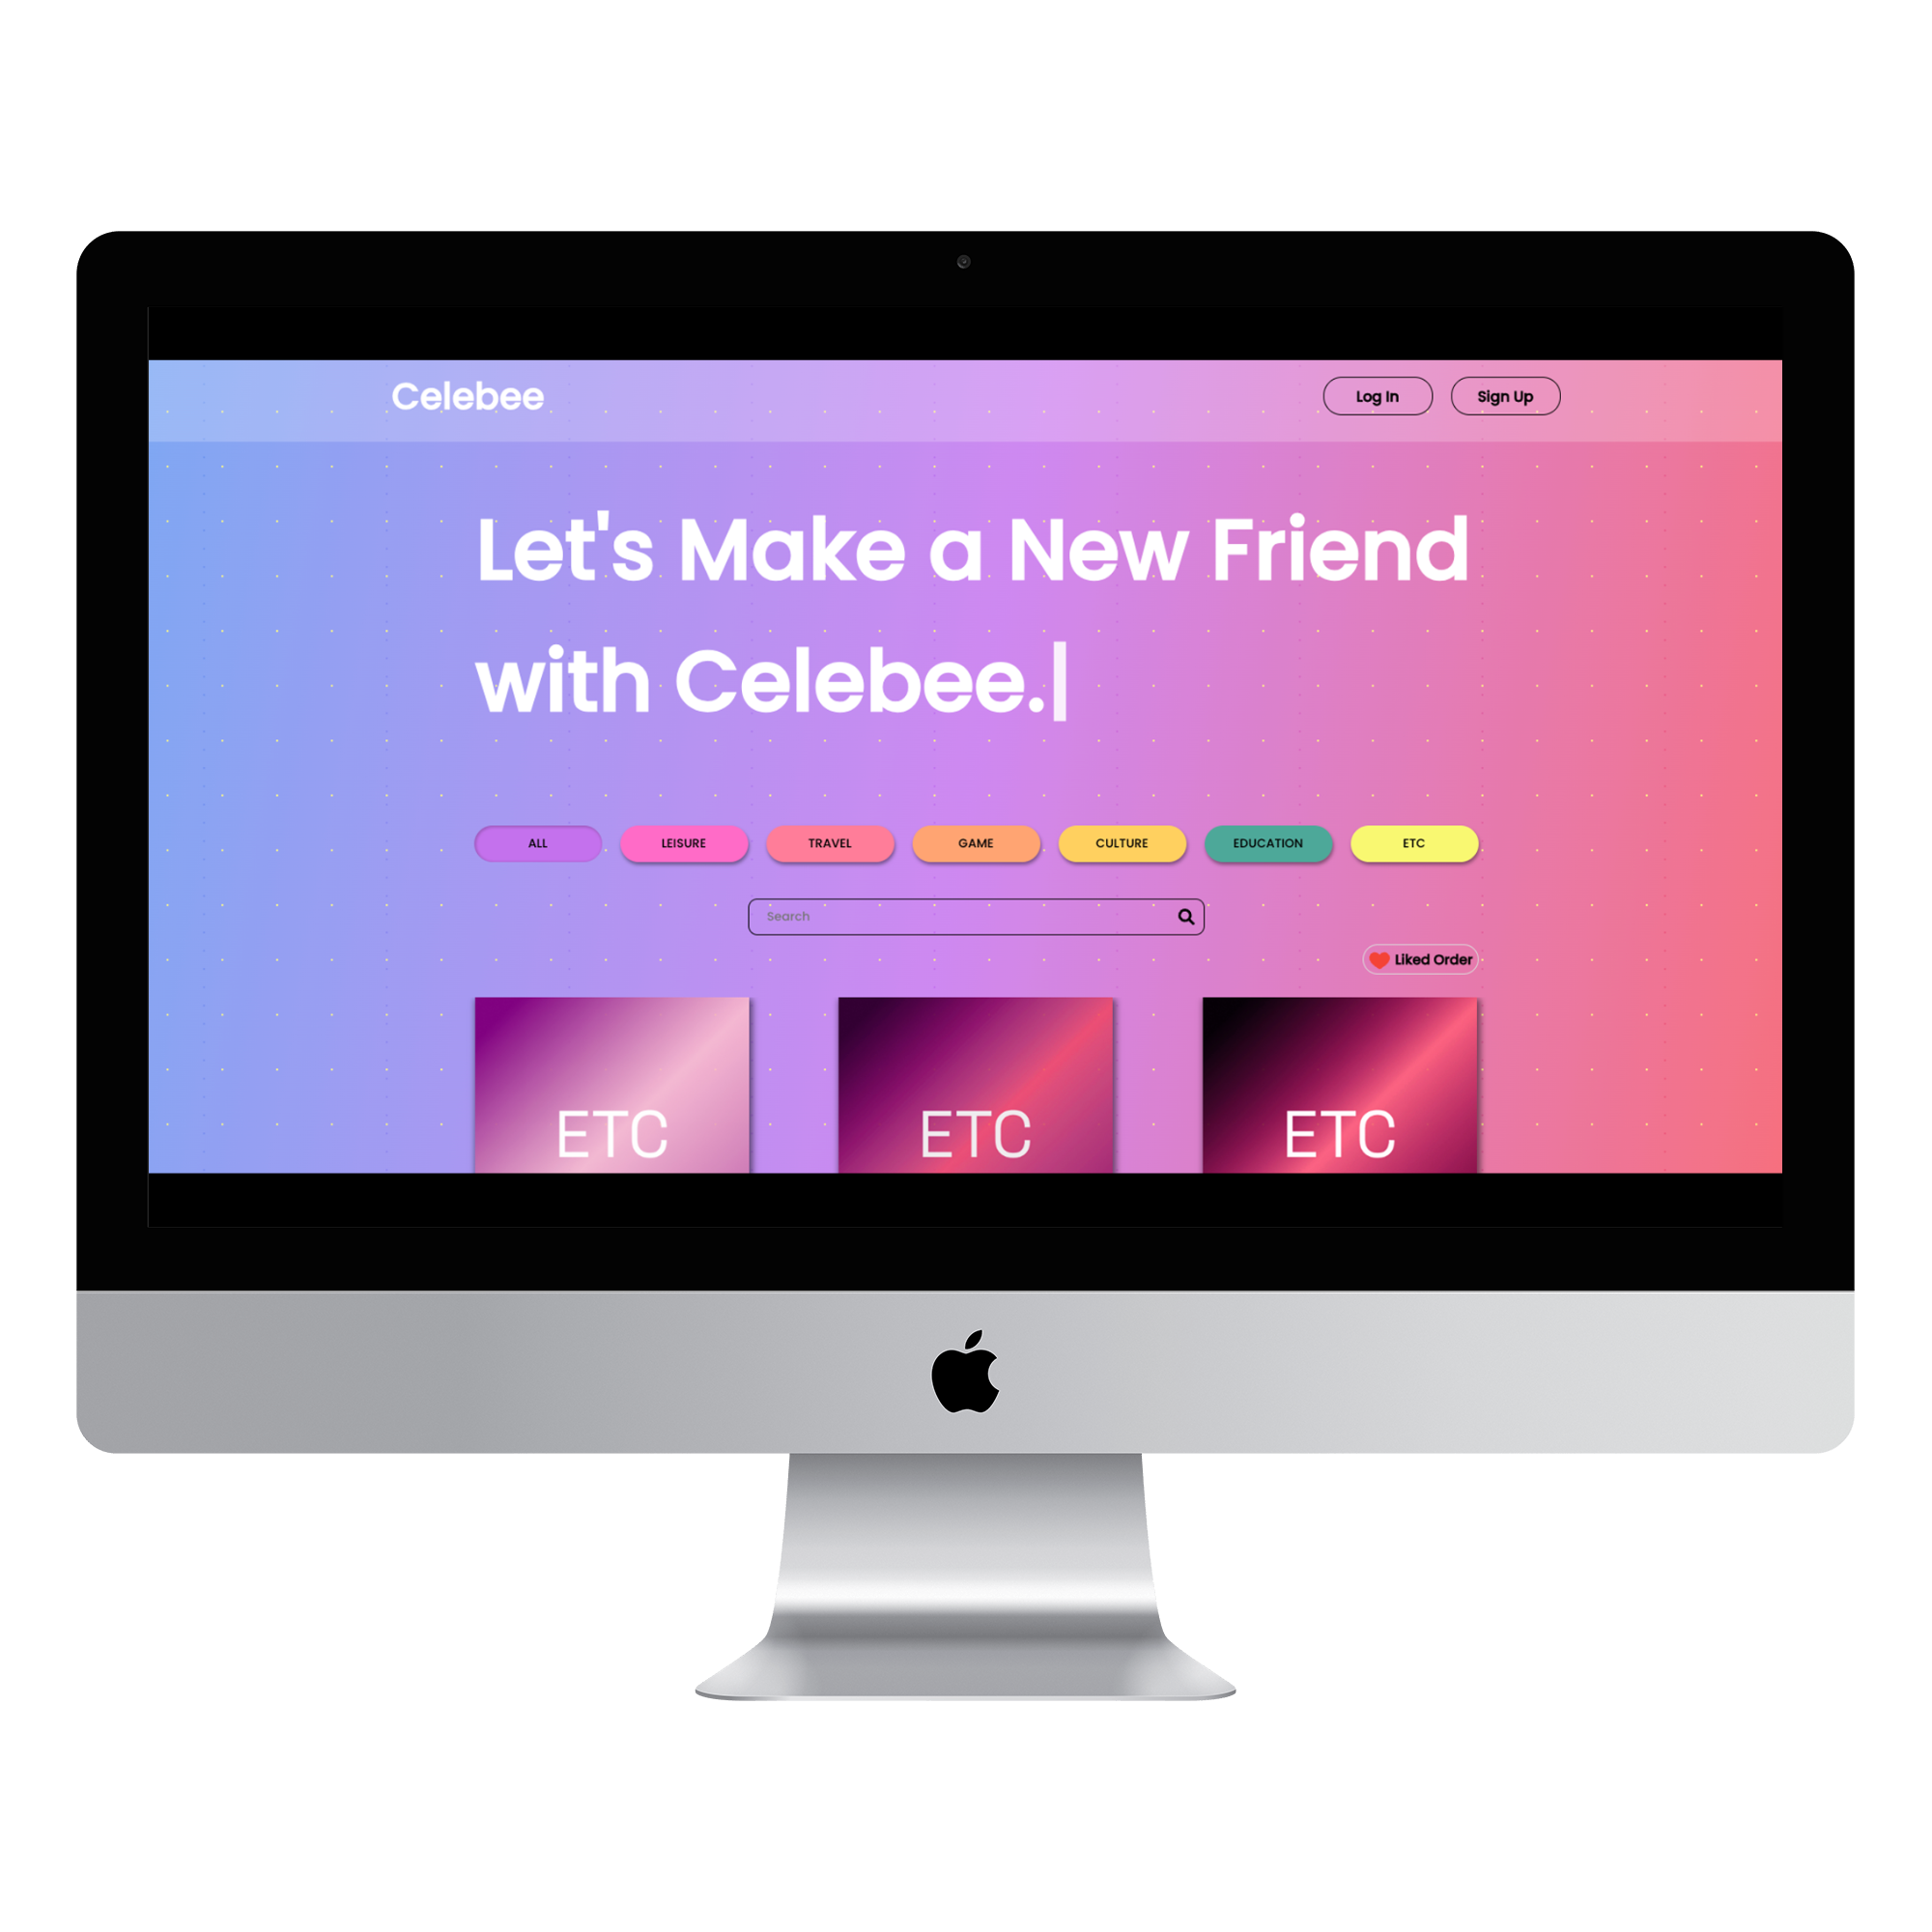 Celebee
Log In
Sign Up
Let's Make a New Friend
with Celebee.
ALL
LEISURE
TRAVEL
GAME
CULTURE
EDUCATION
ETC
Search
Liked Order
ETC
ETC
ETC